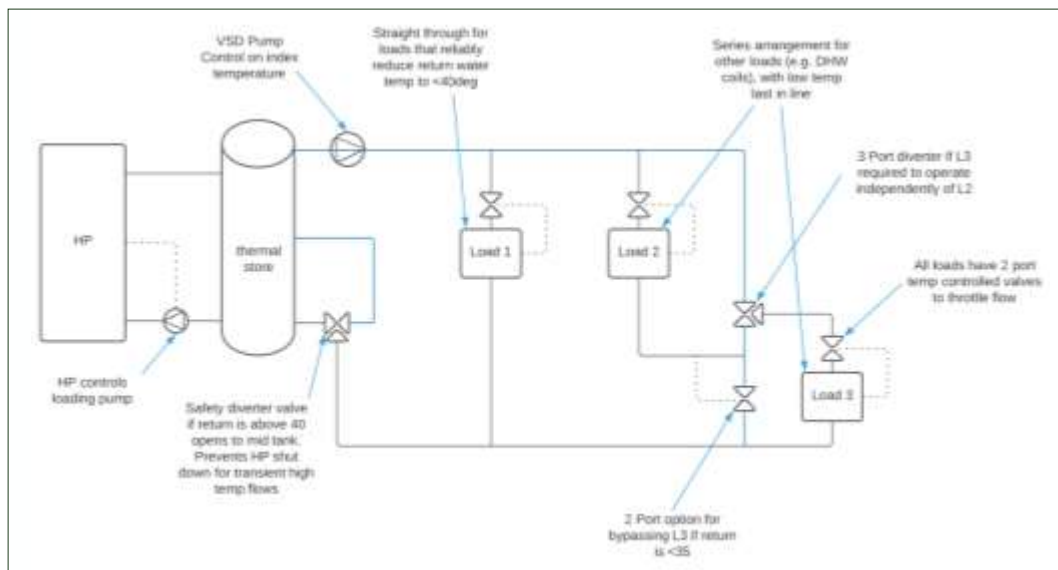 VSD Pump
Control on index
temperature
Straight through for
loads that reliably
reduce return water
temp to <40deg
Series arrangement for
other loads (e.g. DHW
coils), with low temp
last in line
3 Port diverter if L3
required to operate
independently of L2
HP
thermal
store
Load 1
Load 2
All loads have 2 port
temp controlled valves
to throttle flow
Load 3
HP controls
loading pump
Safety diverter valve
if return is above 40
opens to mid tank.
Prevents HP shut
down for transient high
temp flows
2 Port option for
bypassing L3 if return
is <35